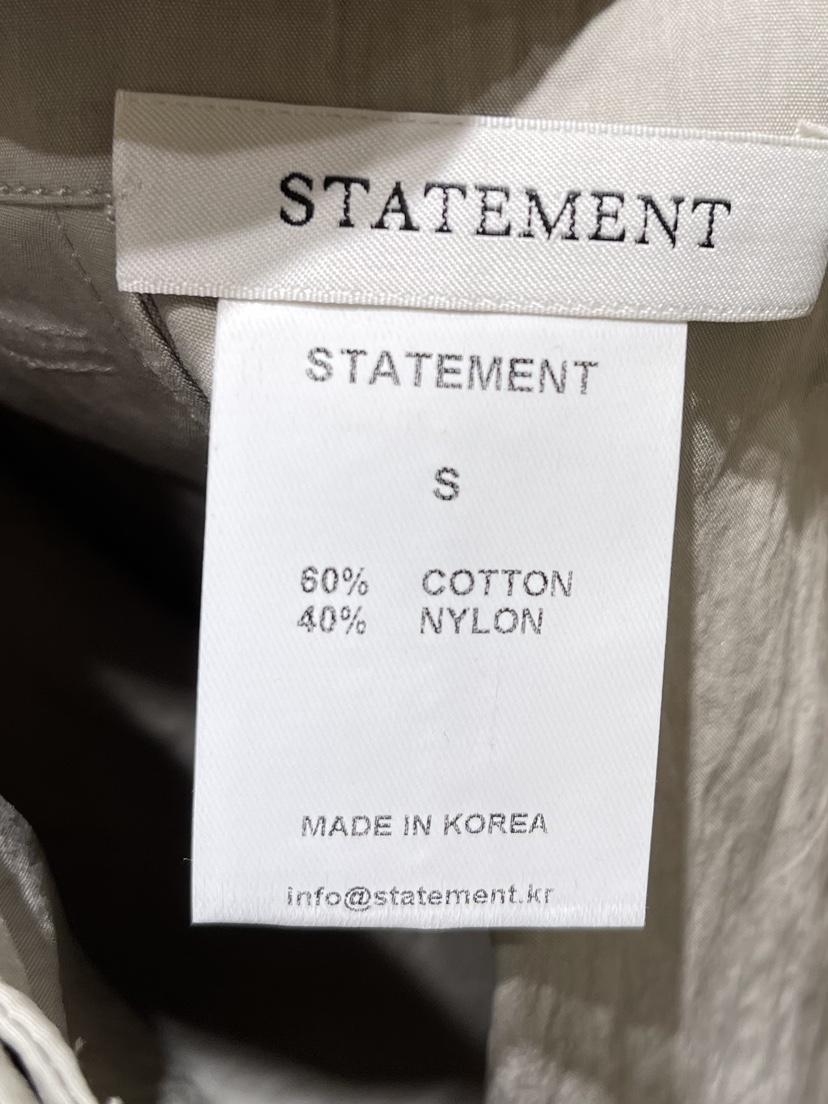 STATEMENT
STATEMENT
S
60% COTTON
40% NYLON
MADE IN KOREA
info@statement.kr